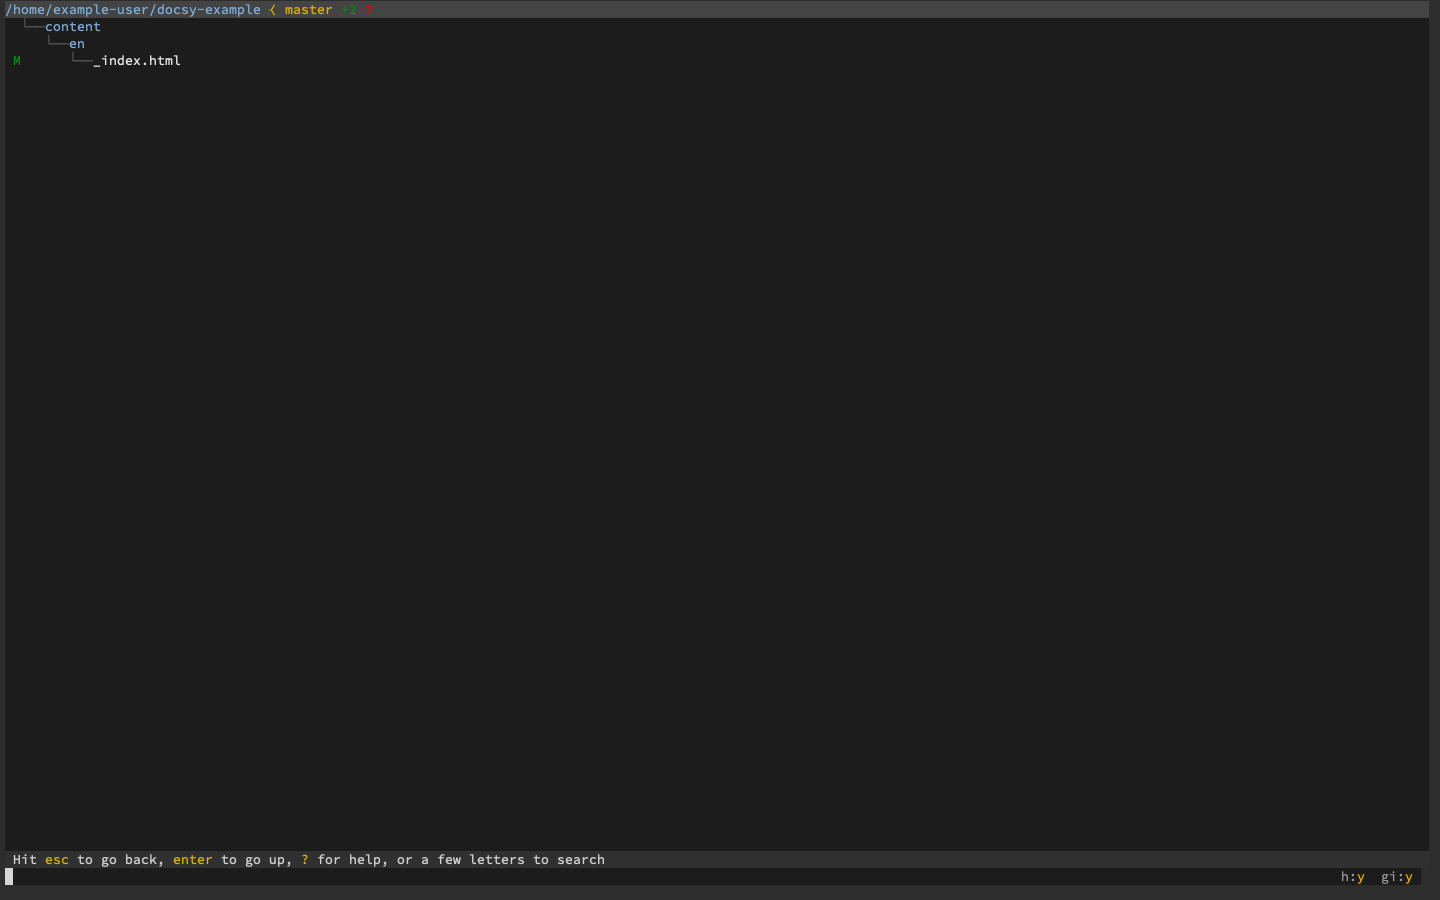 /home/example-user/docsy-example ᚜ master +2
└──content
└──en
M └──_index.html
Hit esc to go back, enter to go up, ? for help, or a few letters to search
h:y gi:y